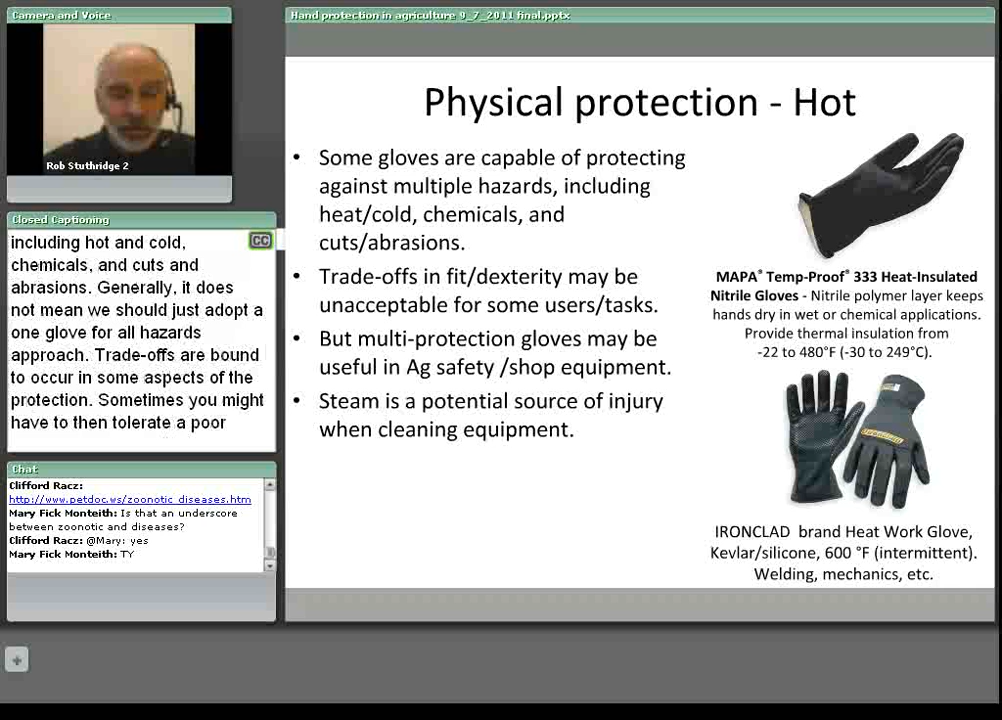 Camera and Voice
Rob Stuthridge 2
Closed Captioning
CC
including hot and cold,
chemicals, and cuts and
abrasions. Generally, it does
not mean we should just adopt a
one glove for all hazards
approach. Trade-offs are bound
to occur in some aspects of the
protection. Sometimes you might
have to then tolerate a poor
Chat
Clifford Racz:
http://www.petdoc.ws/zoonotic_diseases.htm
Mary Fick Monteith: Is that an underscore
between zoonotic and diseases?
Clifford Racz: @Mary: yes
Mary Fick Monteith: TY
Hand protection in agriculture 9_7_2011 final.pptx
Physical protection - Hot
• Some gloves are capable of protecting
against multiple hazards, including
heat/cold, chemicals, and
cuts/abrasions.
• Trade-offs in fit/dexterity may be
unacceptable for some users/tasks.
• But multi-protection gloves may be
useful in Ag safety /shop equipment.
• Steam is a potential source of injury
when cleaning equipment.
MAPA® Temp-Proof® 333 Heat-Insulated
Nitrile Gloves - Nitrile polymer layer keeps
hands dry in wet or chemical applications.
Provide thermal insulation from
-22 to 480°F (-30 to 249°C).
IRONCLAD
IRONCLAD brand Heat Work Glove,
Kevlar/silicone, 600 °F (intermittent).
Welding, mechanics, etc.